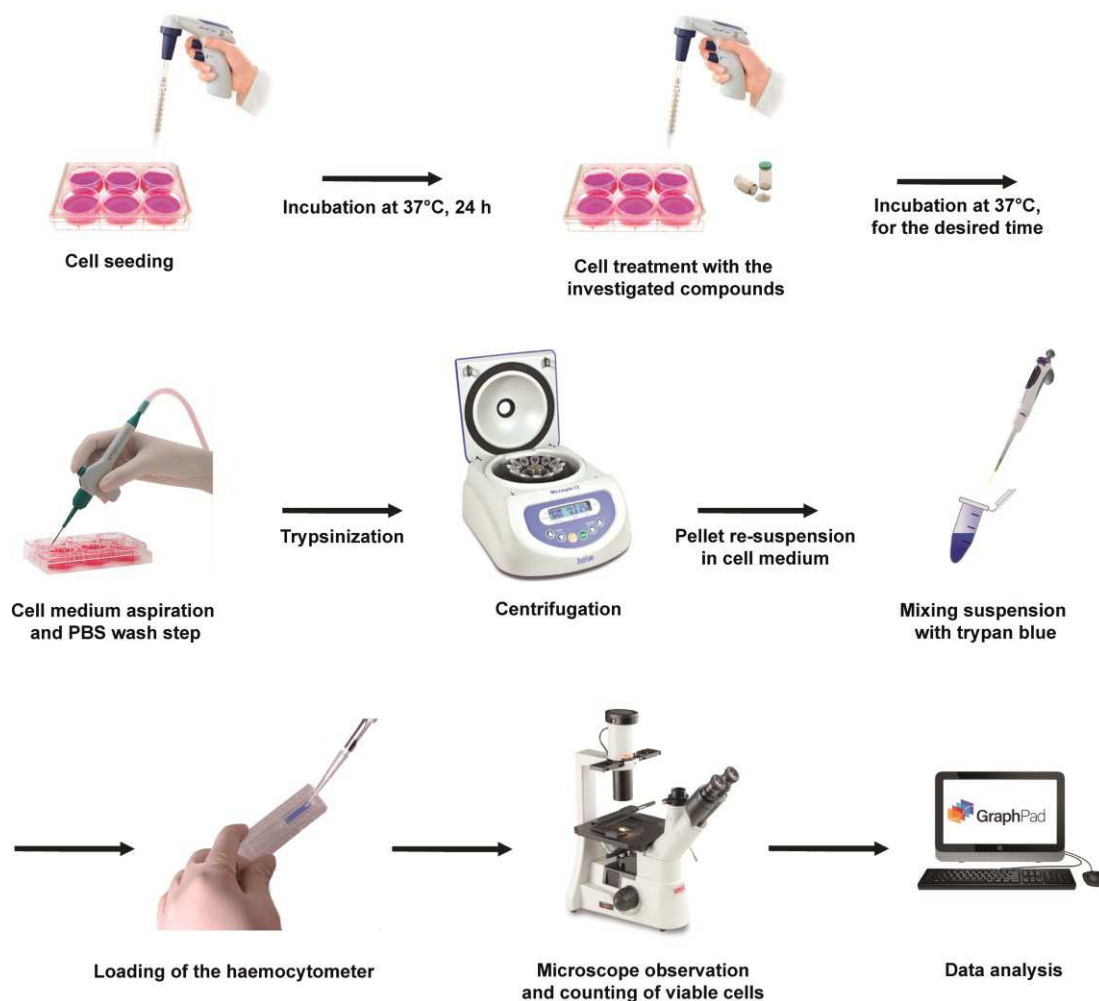 Incubation at 37°C, 24 h
Incubation at 37°C,
for the desired time
Cell seeding
Cell treatment with the
investigated compounds
Trypsinization
Pellet re-suspension
in cell medium
Cell medium aspiration
and PBS wash step
Centrifugation
Mixing suspension
with trypan blue
GraphPad
Loading of the haemocytometer
Microscope observation
and counting of viable cells
Data analysis